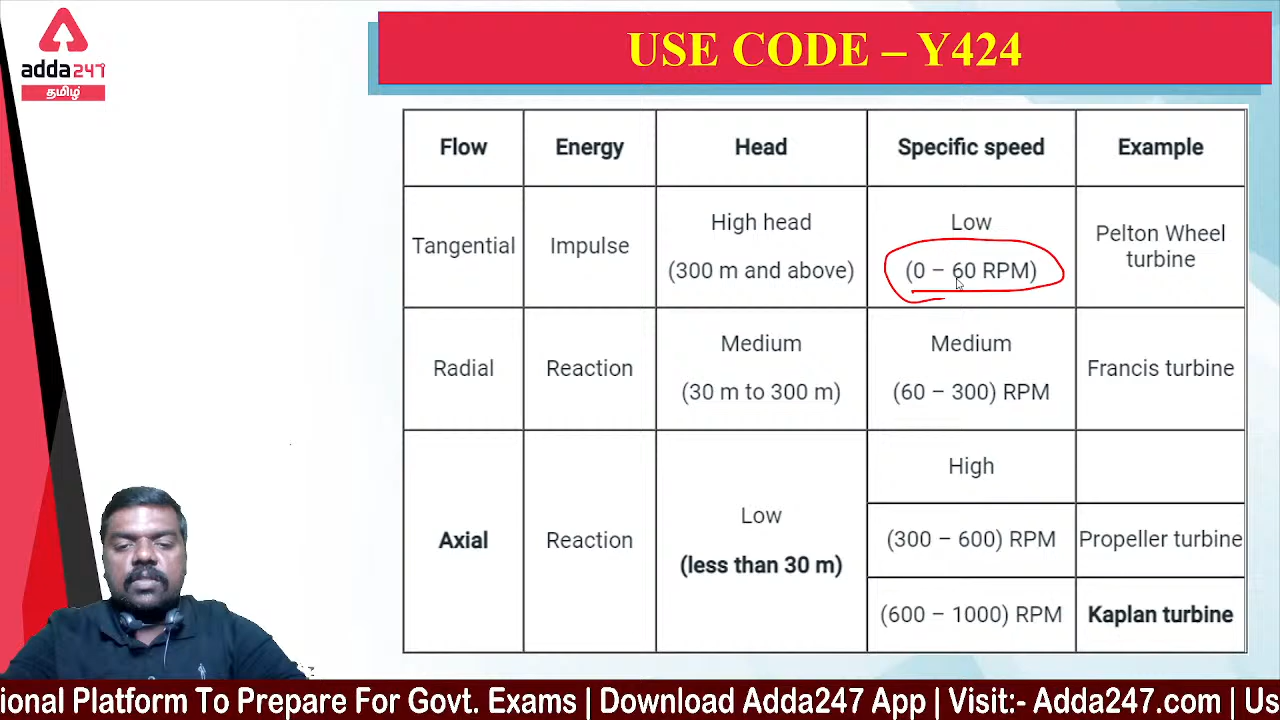 adda247
தமிழ்
USE CODE – Y424
Flow
Energy
Head
Specific speed
Example
Tangential
Impulse
High head
(300 m and above)
Low
(0 – 60 RPM)
Pelton Wheel
turbine
Radial
Reaction
Medium
(30 m to 300 m)
Medium
(60 – 300) RPM
Francis turbine
Axial
Reaction
Low
(less than 30 m)
High
(300 – 600) RPM
Propeller turbine
(600 – 1000) RPM
Kaplan turbine
ional Platform To Prepare For Govt. Exams | Download Adda247 App | Visit:- Adda247.com | Us